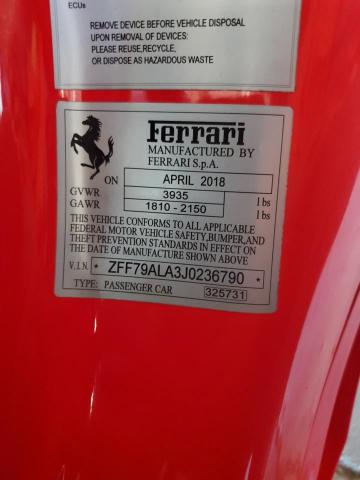 ECUs
REMOVE DEVICE BEFORE VEHICLE DISPOSAL
UPON REMOVAL OF DEVICES:
PLEASE REUSE,RECYCLE,
OR DISPOSE AS HAZARDOUS WASTE
Ferrari
MANUFACTURED BY
FERRARI S.p.A.
ON APRIL 2018
GVWR 3935 lbs
GAWR 1810 - 2150 lbs
THIS VEHICLE CONFORMS TO ALL APPLICABLE
FEDERAL MOTOR VEHICLE SAFETY,BUMPER,AND
THEFT PREVENTION STANDARDS IN EFFECT ON
THE DATE OF MANUFACTURE SHOWN ABOVE
V.I.N. * ZFF79ALA3J0236790 *
TYPE: PASSENGER CAR 325731